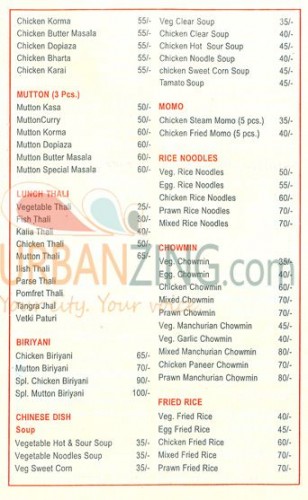 Chicken Korma 55/-
Chicken Butter Masala 55/-
Chicken Dopiaza 55/-
Chicken Bharta 55/-
Chicken Karai 55/-
MUTTON (3 Pcs.)
Mutton Kasa 50/-
MuttonCurry 50/-
Mutton Korma 60/-
Mutton Dopiaza 60/-
Mutton Butter Masala 60/-
Mutton Special Masala 60/-
LUNCH THALI
Vegetable Thali 25/-
Fish Thali 30/-
Katia Thali 40/-
Chicken Thali 50/-
Mutton Thali 65/-
Ilish Thali
Parse Thali
Pomfret Thali
Tangra Jhal
Vetki Paturi
BIRIYANI
Chicken Biriyani 65/-
Mutton Biriyani 70/-
Spl. Chicken Biriyani 90/-
Spl. Mutton Biriyani 100/-
CHINESE DISH
Soup
Vegetable Hot & Sour Soup 35/-
Vegetable Noodles Soup 35/-
Veg Sweet Corn 35/-
Veg Clear Soup 35/-
Chicken Clear Soup 40/-
Chicken Hot Sour Soup 45/-
Chicken Noodle Soup 40/-
chicken Sweet Corn Soup 45/-
Tamato Soup 40/-
MOMO
Chicken Steam Momo (5 pcs.) 35/-
Chicken Fried Momo (5 pcs.) 40/-
RICE NOODLES
Veg. Rice Noodles 50/-
Egg. Rice Noodles 55/-
Chicken Rice Noodles 60/-
Prawn Rice Noodles 70/-
Mixed Rice Noodles 70/-
CHOWMIN
Veg. Chowmin 35/-
Egg. Chowmin 40/-
Chicken Chowmin 60/-
Mixed Chowmin 70/-
Prawn Chowmin 70/-
Veg. Manchurian Chowmin 45/-
Veg. Garlic Chowmin 40/-
Mixed Manchurian Chowmin 80/-
Chicken Paneer Chowmin 70/-
Prawn Manchurian Chowmin 80/-
FRIED RICE
Veg. Fried Rice 40/-
Egg Fried Rice 45/-
Chicken Fried Rice 60/-
Mixed Fried Rice 70/-
Prawn Fried Rice 70/-
URBANZING.com
Your city. Your voice.